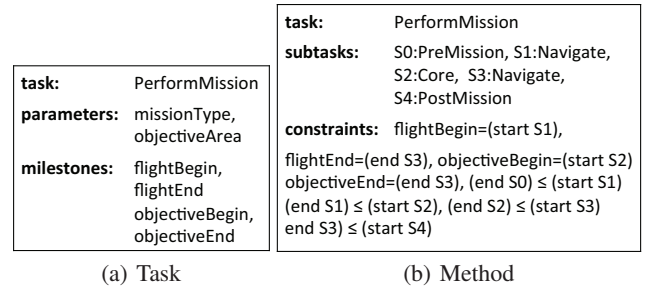 task: PerformMission
parameters: missionType,
objectiveArea
milestones: flightBegin,
flightEnd
objectiveBegin,
objectiveEnd
(a) Task
task: PerformMission
subtasks: S0:PreMission, S1:Navigate,
S2:Core, S3:Navigate,
S4:PostMission
constraints: flightBegin=(start S1),
flightEnd=(end S3), objectiveBegin=(start S2)
objectiveEnd=(end S3), (end S0) ≤ (start S1)
(end S1) ≤ (start S2), (end S2) ≤ (start S3)
end S3) ≤ (start S4)
(b) Method